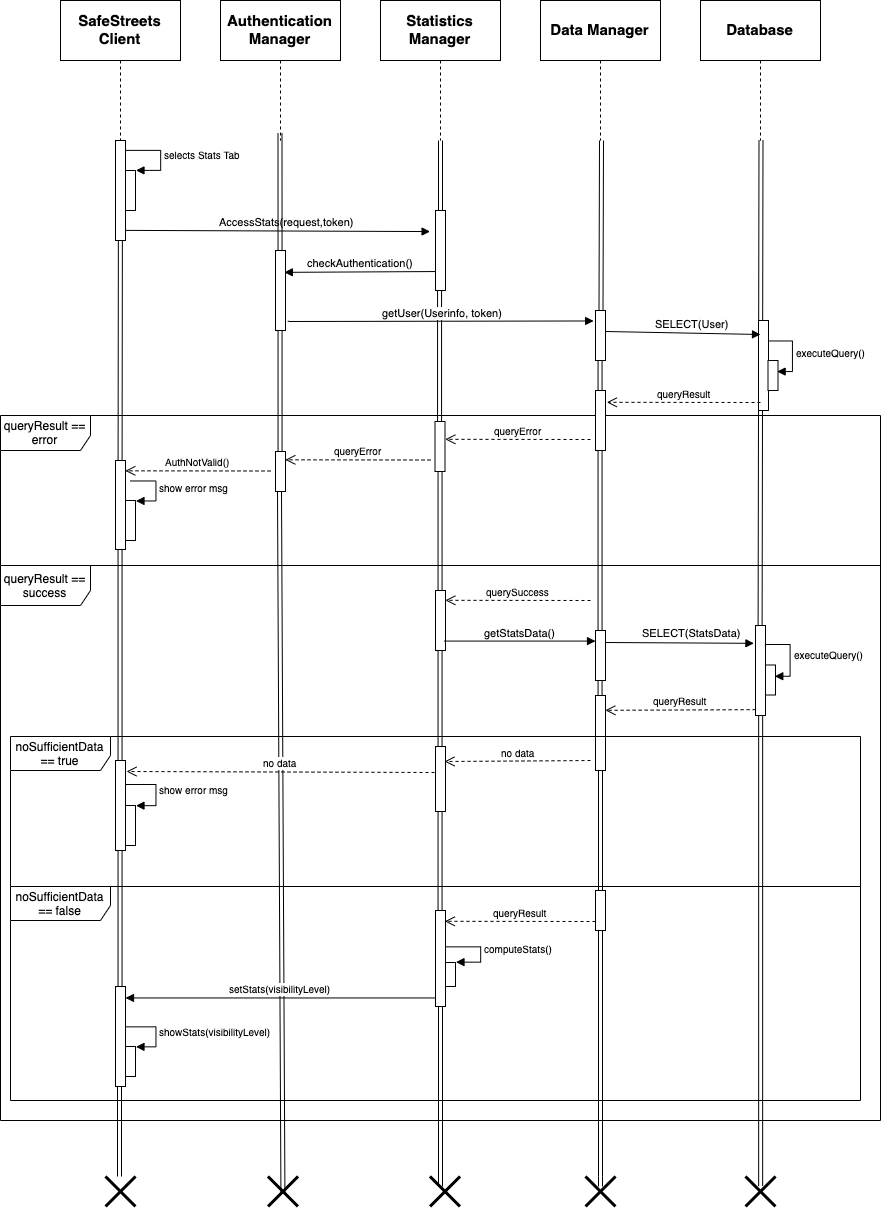 SafeStreets
Client
Authentication
Manager
Statistics
Manager
Data Manager
Database
selects Stats Tab
AccessStats(request,token)
checkAuthentication()
getUser(Userinfo, token)
SELECT(User)
executeQuery()
queryResult
queryResult ==
error
queryError
queryError
AuthNotValid()
show error msg
queryResult ==
success
querySuccess
getStatsData()
SELECT(StatsData)
executeQuery()
queryResult
noSufficientData
== true
no data
no data
show error msg
noSufficientData
== false
queryResult
computeStats()
setStats(visibilityLevel)
showStats(visibilityLevel)